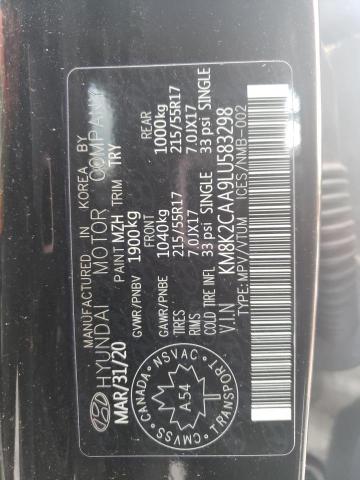 MANUFACTURED IN KOREA BY
HYUNDAI MOTOR COMPANY
MAR/31/20 PAINT MZH TRIM TRY
GVWR/PNBV 1900kg
FRONT REAR
GAWR/PNBE 1040kg 1000kg
TIRES 215/55R17 215/55R17
RIMS 7.0JX17 7.0JX17
COLD TIRE INFL 33 psi SINGLE 33 psi SINGLE
V.I.N KM8K2CAA9LU583298
TYPE:MPV/VTUM ICES/NMB-002
CANADA NSVAC
A.54
CMVSS TRANSPORT